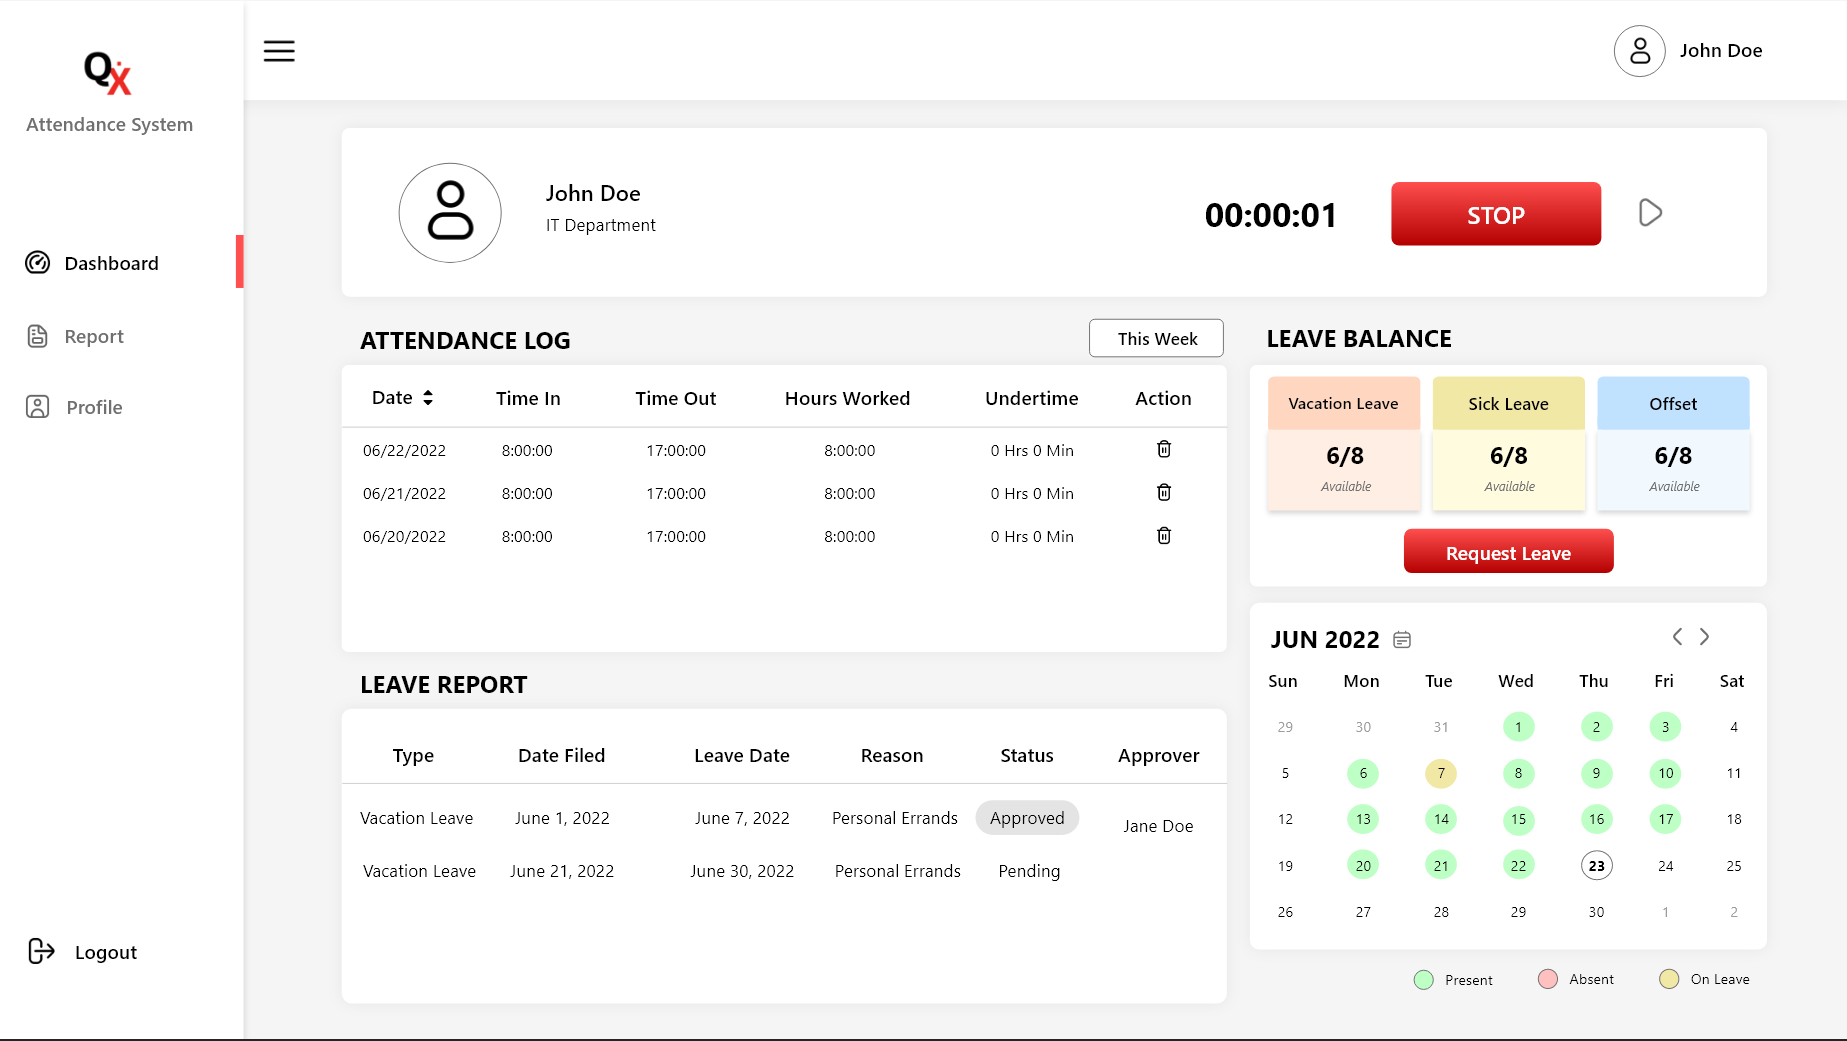 QX
Attendance System
Dashboard
Report
Profile
Logout
John Doe
John Doe
IT Department
00:00:01
STOP
ATTENDANCE LOG
This Week
Date Time In Time Out Hours Worked Undertime Action
06/22/2022 8:00:00 17:00:00 8:00:00 0 Hrs 0 Min
06/21/2022 8:00:00 17:00:00 8:00:00 0 Hrs 0 Min
06/20/2022 8:00:00 17:00:00 8:00:00 0 Hrs 0 Min
LEAVE REPORT
Type Date Filed Leave Date Reason Status Approver
Vacation Leave June 1, 2022 June 7, 2022 Personal Errands Approved Jane Doe
Vacation Leave June 21, 2022 June 30, 2022 Personal Errands Pending
LEAVE BALANCE
Vacation Leave Sick Leave Offset
6/8 6/8 6/8
Available Available Available
Request Leave
JUN 2022
Sun Mon Tue Wed Thu Fri Sat
29 30 31 1 2 3 4
5 6 7 8 9 10 11
12 13 14 15 16 17 18
19 20 21 22 23 24 25
26 27 28 29 30 1 2
Present Absent On Leave